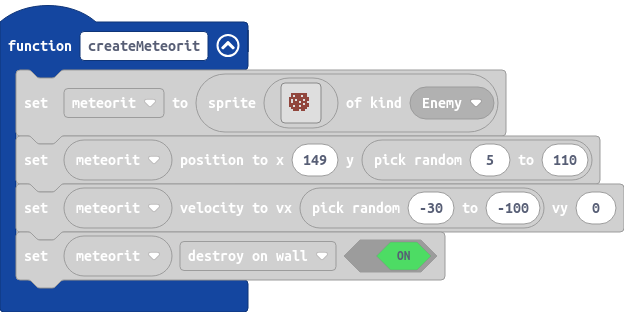 function createMeteorit
set meteorit to sprite of kind Enemy
set meteorit position to x 149 y pick random 5 to 110
set meteorit velocity to vx pick random -30 to -100 vy 0
set meteorit destroy on wall ON